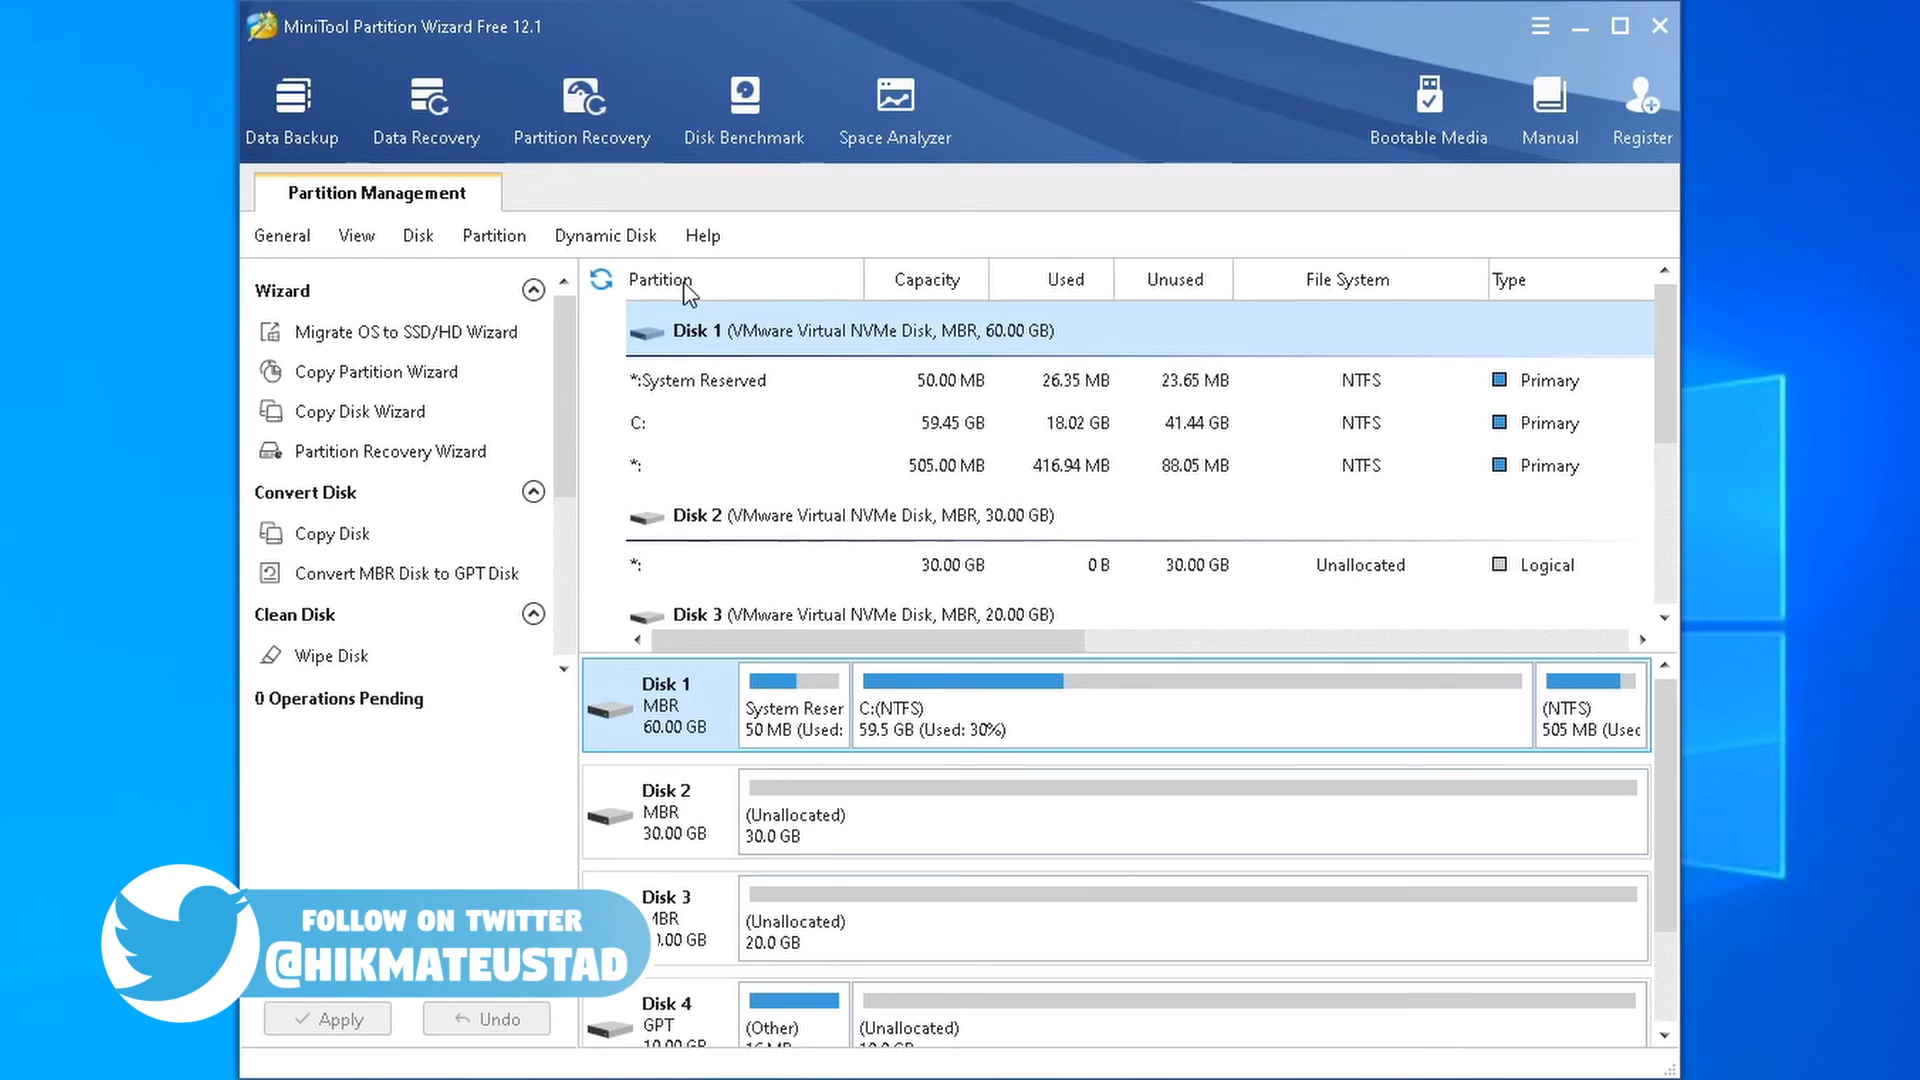 MiniTool Partition Wizard Free 12.1
Data Backup
Data Recovery
Partition Recovery
Disk Benchmark
Space Analyzer
Bootable Media
Manual
Register
Partition Management
General View Disk Partition Dynamic Disk Help
Wizard
Migrate OS to SSD/HD Wizard
Copy Partition Wizard
Copy Disk Wizard
Partition Recovery Wizard
Convert Disk
Copy Disk
Convert MBR Disk to GPT Disk
Clean Disk
Wipe Disk
0 Operations Pending
Partition Capacity Used Unused File System Type
Disk 1 (VMware Virtual NVMe Disk, MBR, 60.00 GB)
*:System Reserved 50.00 MB 26.35 MB 23.65 MB NTFS Primary
C: 59.45 GB 18.02 GB 41.44 GB NTFS Primary
*: 505.00 MB 416.94 MB 88.05 MB NTFS Primary
Disk 2 (VMware Virtual NVMe Disk, MBR, 30.00 GB)
*: 30.00 GB 0 B 30.00 GB Unallocated Logical
Disk 3 (VMware Virtual NVMe Disk, MBR, 20.00 GB)
Disk 1
MBR
60.00 GB
System Reser
50 MB (Used:
C:(NTFS)
59.5 GB (Used: 30%)
(NTFS)
505 MB (Usec
Disk 2
MBR
30.00 GB
(Unallocated)
30.0 GB
Disk 3
MBR
(Unallocated)
20.0 GB
Disk 4
GPT
10.00 GB
(Other)
16 MB
(Unallocated)
10.0 GB
FOLLOW ON TWITTER
@HIKMATEUSTAD
Apply
Undo